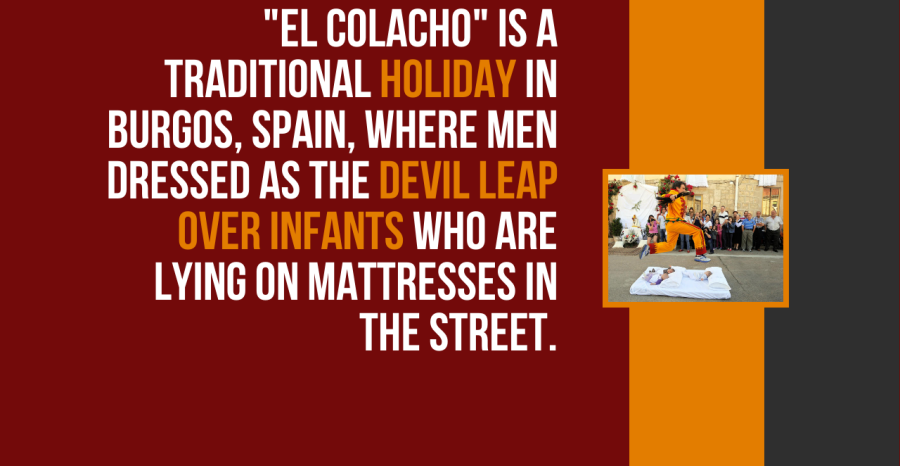 "EL COLACHO" IS A
TRADITIONAL HOLIDAY IN
BURGOS, SPAIN, WHERE MEN
DRESSED AS THE DEVIL LEAP
OVER INFANTS WHO ARE
LYING ON MATTRESSES IN
THE STREET.